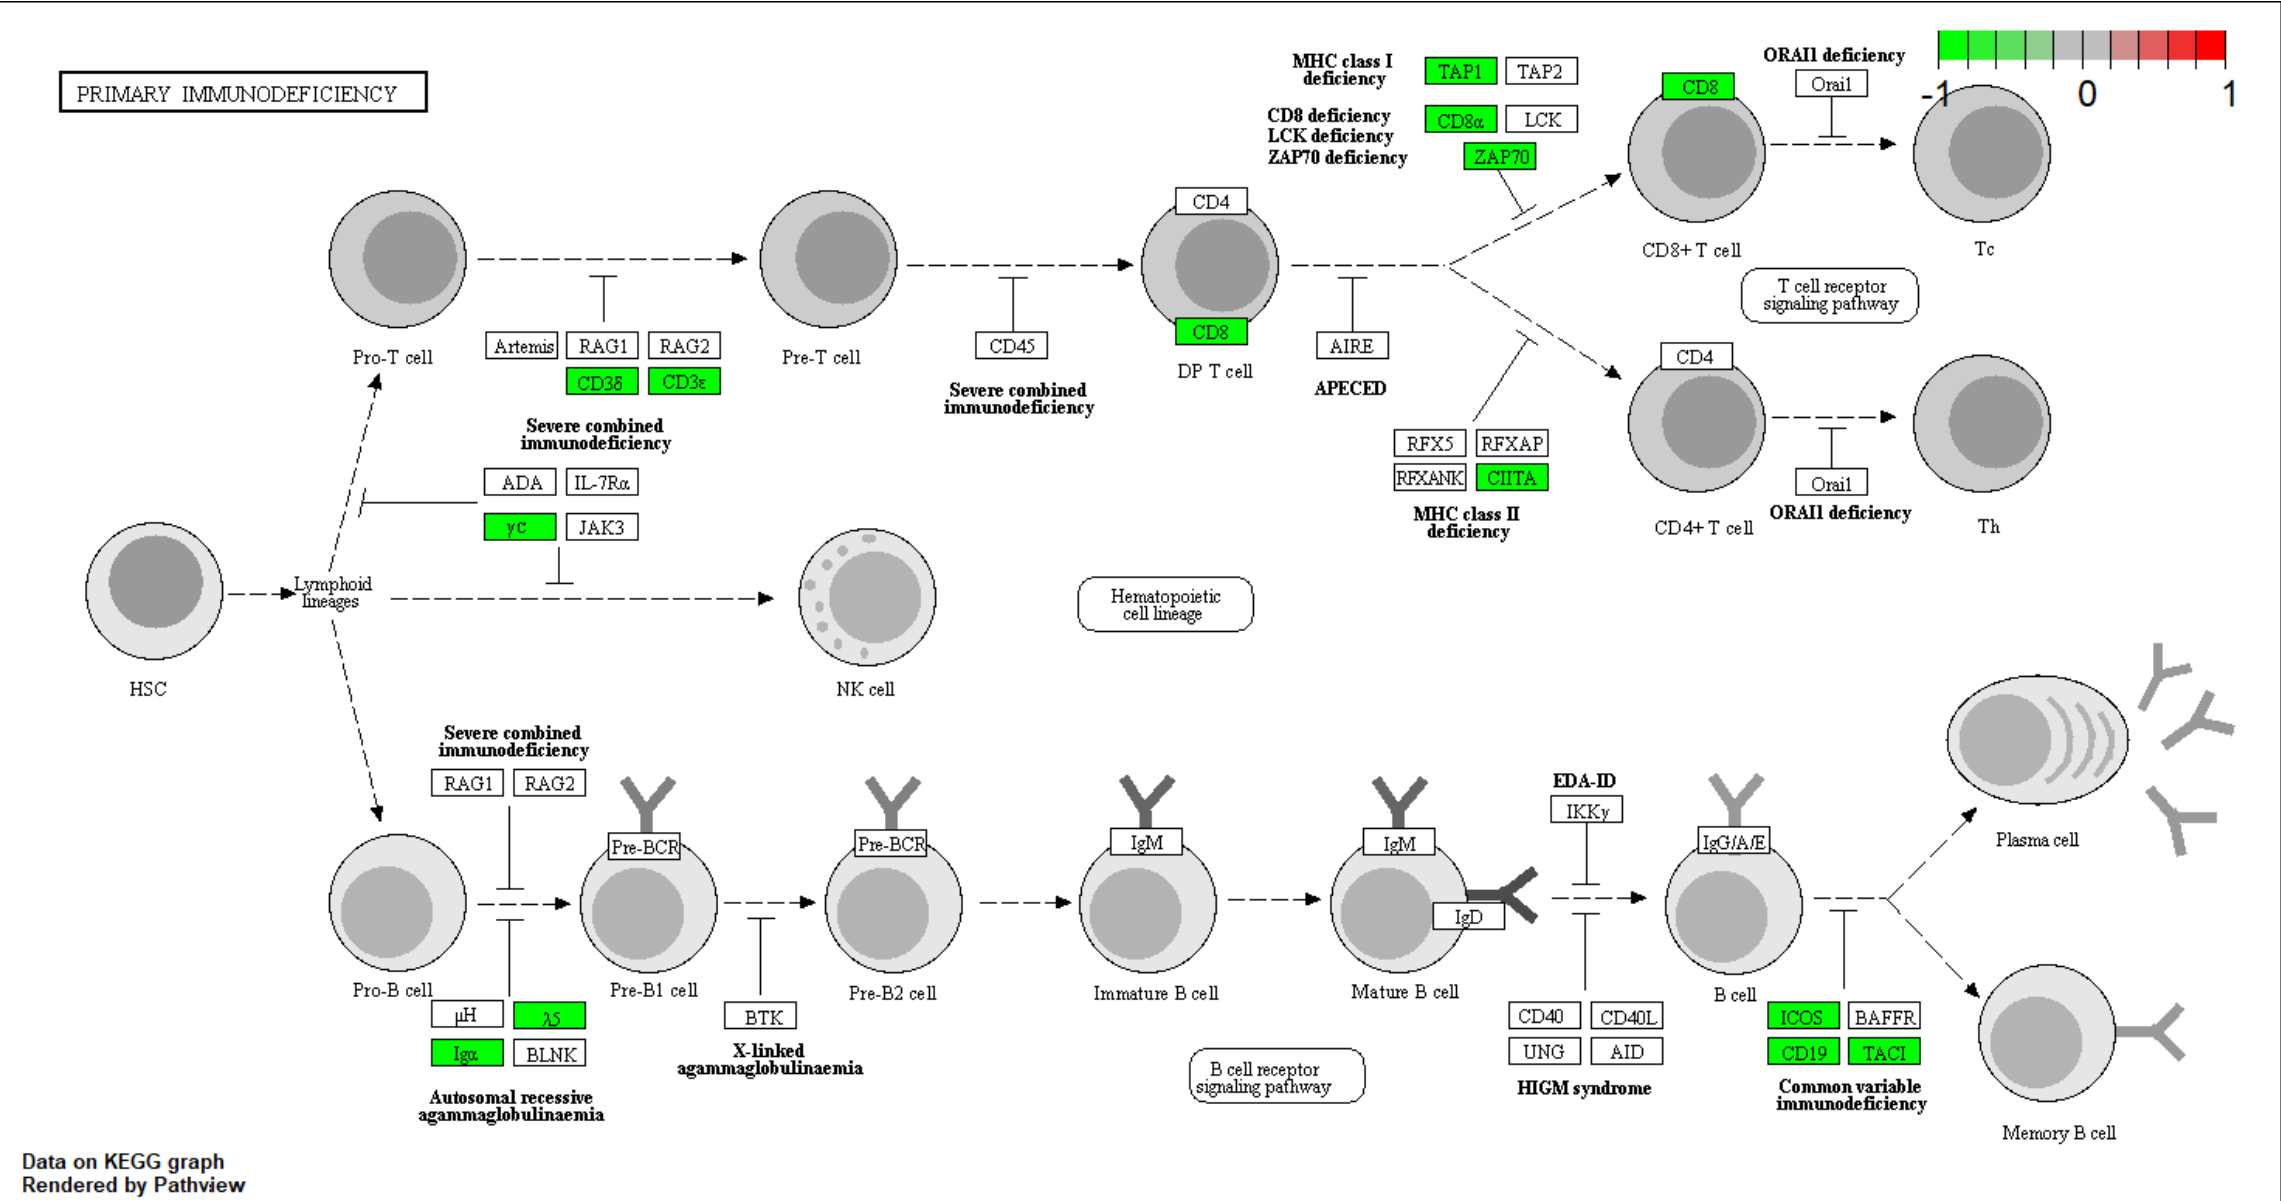 PRIMARY IMMUNODEFICIENCY
MHC class I
deficiency
TAP1
TAP2
CD8 deficiency
LCK deficiency
ZAP70 deficiency
CD8α
LCK
ZAP70
CD8
CD8+ T cell
ORAI1 deficiency
Orai1
Tc
-1
0
1
T cell receptor
signaling pathway
Pro-T cell
Artemis
RAG1
RAG2
CD3δ
CD3ε
Severe combined
immunodeficiency
Pre-T cell
CD45
Severe combined
immunodeficiency
CD4
CD8
DP T cell
AIRE
APECED
RFX5
RFXAP
RFXANK
CIITA
MHC class II
deficiency
CD4
CD4+ T cell
Orai1
ORAI1 deficiency
Th
ADA
IL-7Rα
γc
JAK3
HSC
Lymphoid
lineages
NK cell
Hematopoietic
cell lineage
Severe combined
immunodeficiency
RAG1
RAG2
Pro-B cell
μH
λ5
Igα
BLNK
Autosomal recessive
agammaglobulinaemia
Pre-BCR
Pre-B1 cell
BTK
X-linked
agammaglobulinaemia
Pre-BCR
Pre-B2 cell
IgM
Immature B cell
IgM
IgD
Mature B cell
B cell receptor
signaling pathway
EDA-ID
IKKγ
CD40
CD40L
UNG
AID
HIGM syndrome
IgG/A/E
B cell
ICOS
BAFFR
CD19
TACI
Common variable
immunodeficiency
Plasma cell
Memory B cell
Data on KEGG graph
Rendered by Pathview